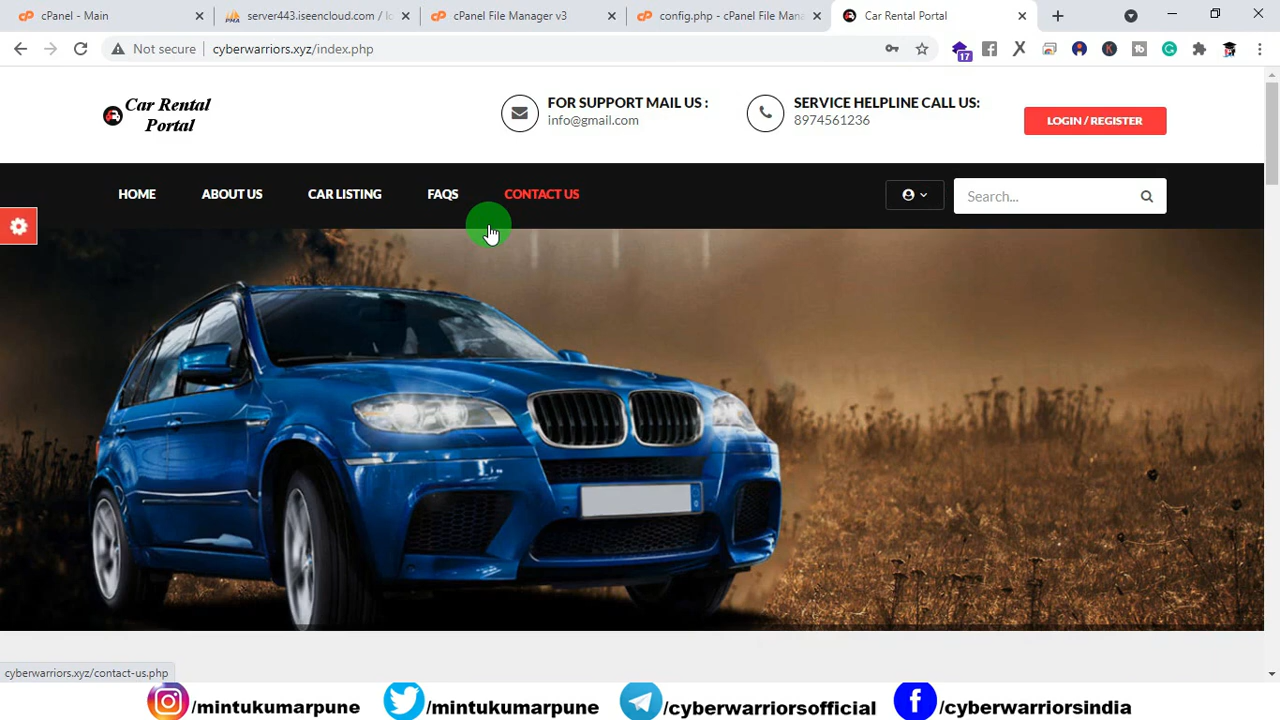 cPanel - Main
server443.iseencloud.com / lo
cPanel File Manager v3
config.php - cPanel File Mana
Car Rental Portal
Not secure
cyberwarriors.xyz/index.php
17
Car Rental
Portal
FOR SUPPORT MAIL US :
info@gmail.com
SERVICE HELPLINE CALL US:
8974561236
LOGIN / REGISTER
HOME
ABOUT US
CAR LISTING
FAQS
CONTACT US
Search...
cyberwarriors.xyz/contact-us.php
/mintukumarpune
/mintukumarpune
/cyberwarriorsofficial
/cyberwarriorsindia